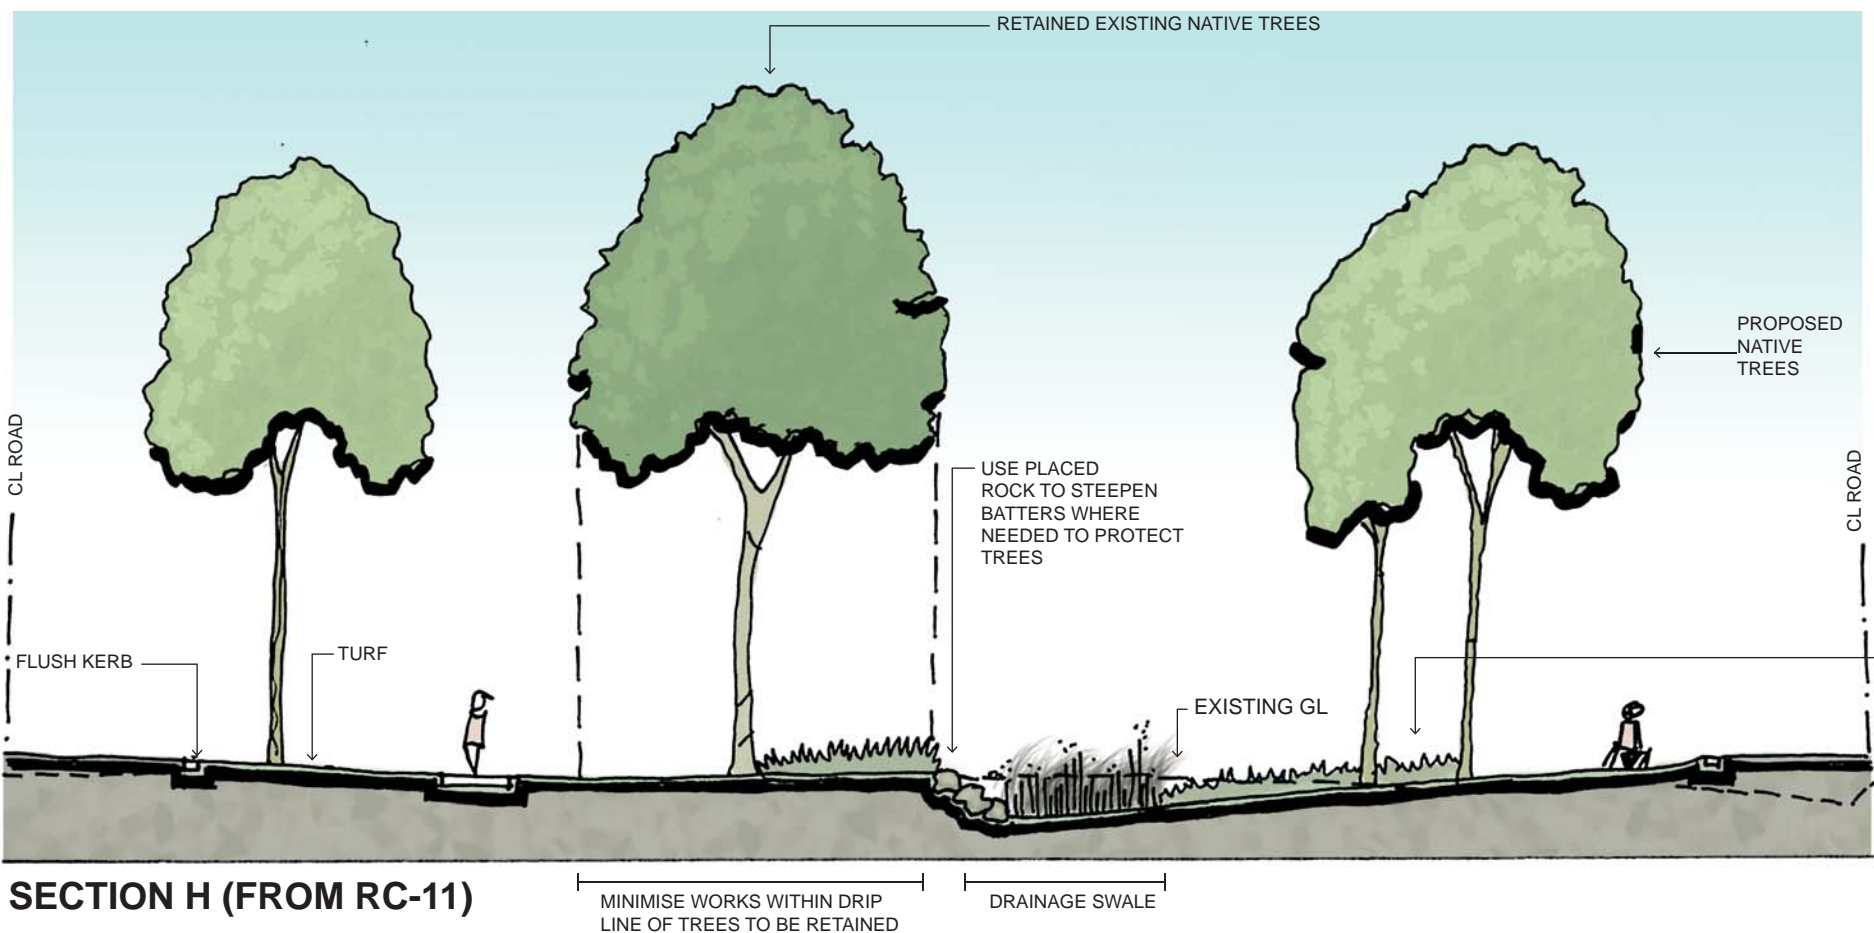 RETAINED EXISTING NATIVE TREES
PROPOSED
NATIVE
TREES
CL ROAD
USE PLACED
ROCK TO STEEPEN
BATTERS WHERE
NEEDED TO PROTECT
TREES
CL ROAD
FLUSH KERB
TURF
EXISTING GL
SECTION H (FROM RC-11)
MINIMISE WORKS WITHIN DRIP
LINE OF TREES TO BE RETAINED
DRAINAGE SWALE